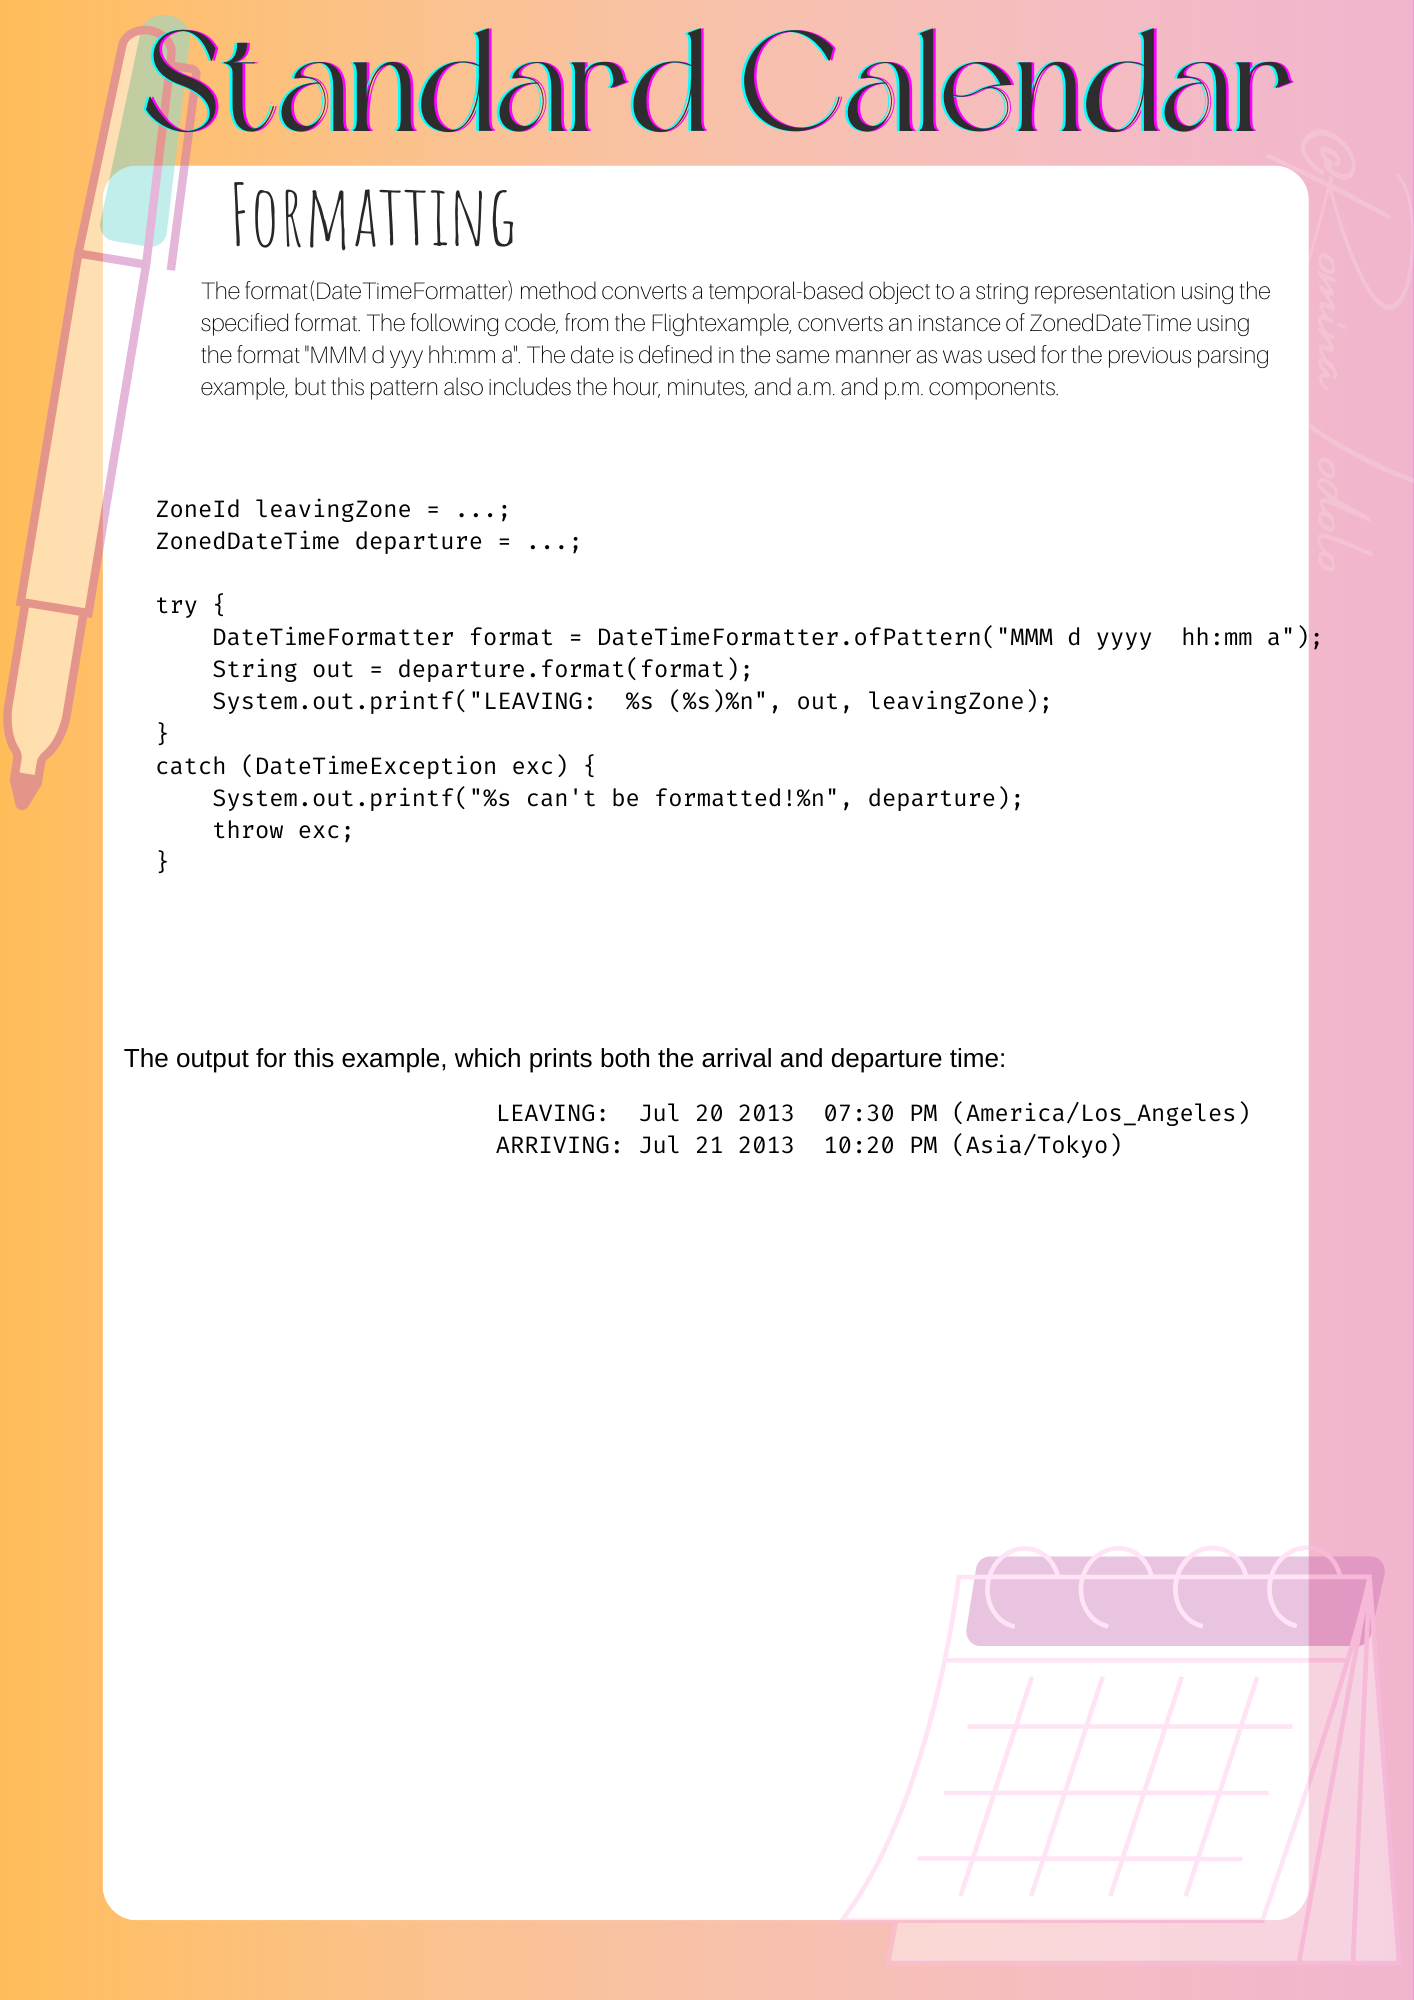 Standard Calendar
Formatting
The format(DateTimeFormatter) method converts a temporal-based object to a string representation using the
specified format. The following code, from the Flightexample, converts an instance of ZonedDateTime using
the format "MMM d yyy hh:mm a". The date is defined in the same manner as was used for the previous parsing
example, but this pattern also includes the hour, minutes, and a.m. and p.m. components.
ZoneId leavingZone = ...;
ZonedDateTime departure = ...;
try {
    DateTimeFormatter format = DateTimeFormatter.ofPattern("MMM d yyyy  hh:mm a");
    String out = departure.format(format);
    System.out.printf("LEAVING:  %s (%s)%n", out, leavingZone);
}
catch (DateTimeException exc) {
    System.out.printf("%s can't be formatted!%n", departure);
    throw exc;
}
The output for this example, which prints both the arrival and departure time:
LEAVING:  Jul 20 2013  07:30 PM (America/Los_Angeles)
ARRIVING: Jul 21 2013  10:20 PM (Asia/Tokyo)
@Romina Iodolo